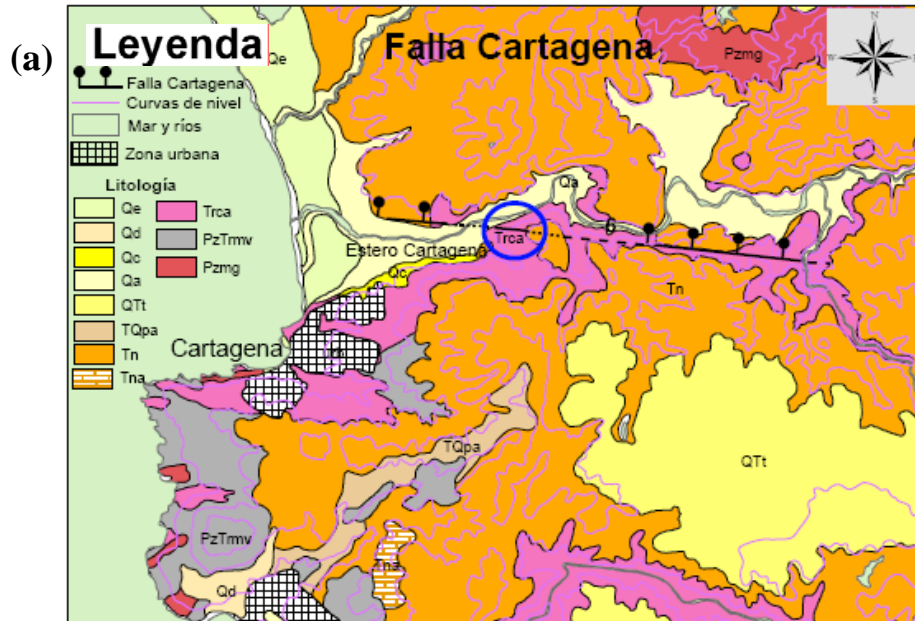 (a)
Leyenda
Falla Cartagena
Curvas de nivel
Mar y ríos
Zona urbana
Litología
Qe
Qd
Qc
Qa
QTt
TQpa
Tn
Tna
Trca
PzTrmv
Pzmg
Falla Cartagena
N
W
S
Qe
Pzmg
Qa
Trca
Estero Cartagena
Qc
6
Tn
Cartagena
TQpa
QTt
PzTrmv
Tna
Qd